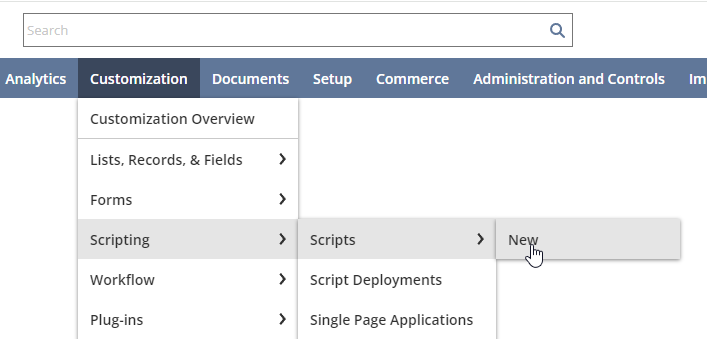 Search
Analytics Customization Documents Setup Commerce Administration and Controls Im
Customization Overview
Lists, Records, & Fields
Forms
Scripting Scripts New
Workflow Script Deployments
Plug-ins Single Page Applications